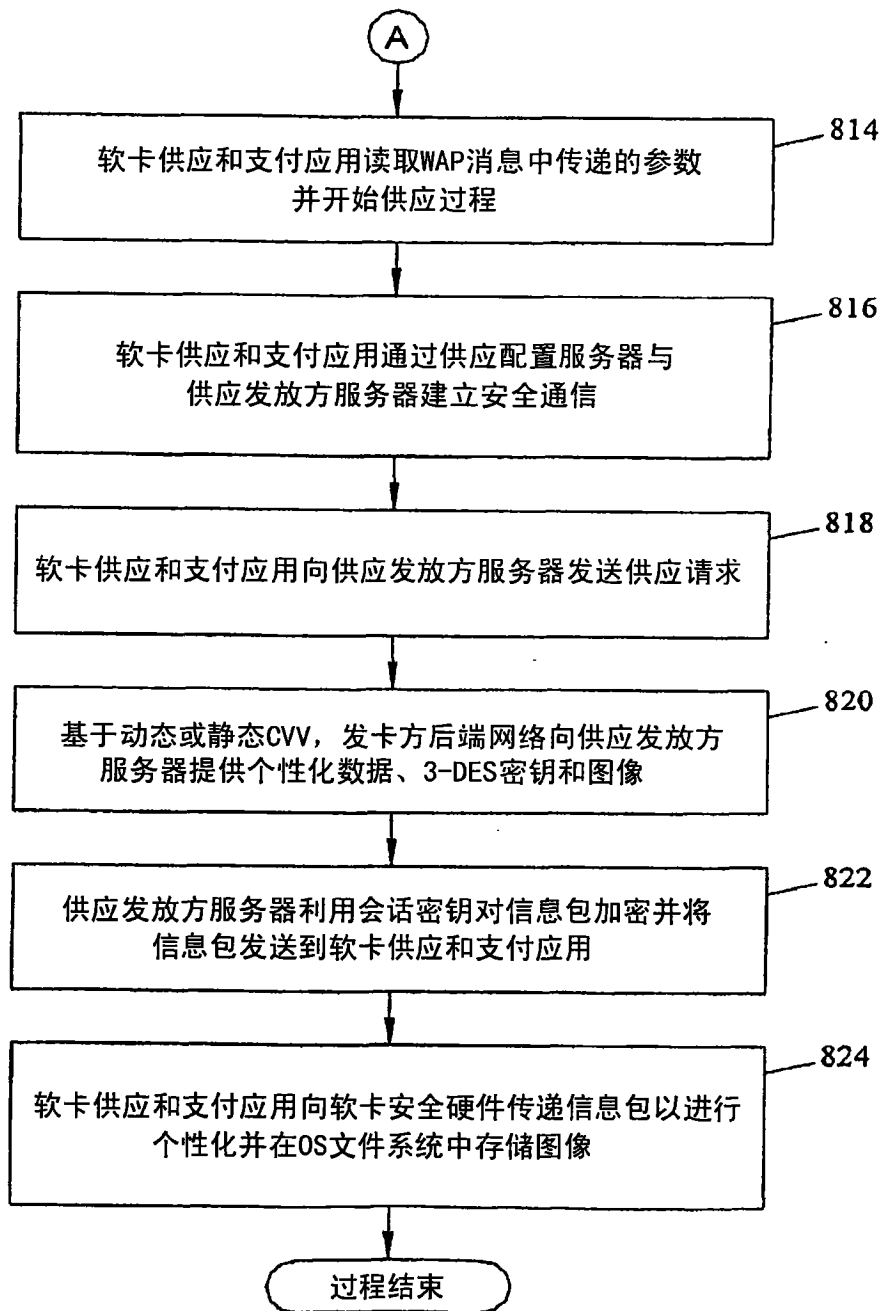 A
814
软卡供应和支付应用读取WAP消息中传递的参数
并开始供应过程
816
软卡供应和支付应用通过供应配置服务器与
供应发放方服务器建立安全通信
818
软卡供应和支付应用向供应发放方服务器发送供应请求
820
基于动态或静态CVV，发卡方后端网络向供应发放方
服务器提供个性化数据、3-DES密钥和图像
822
供应发放方服务器利用会话密钥对信息包加密并将
信息包发送到软卡供应和支付应用
824
软卡供应和支付应用向软卡安全硬件传递信息包以进行
个性化并在OS文件系统中存储图像
过程结束